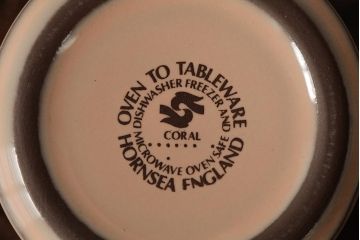 OVEN TO TABLEWARE
DISHWASHER FREEZER AND
CORAL
MICROWAVE OVEN SAFE
HORNSEA ENGLAND